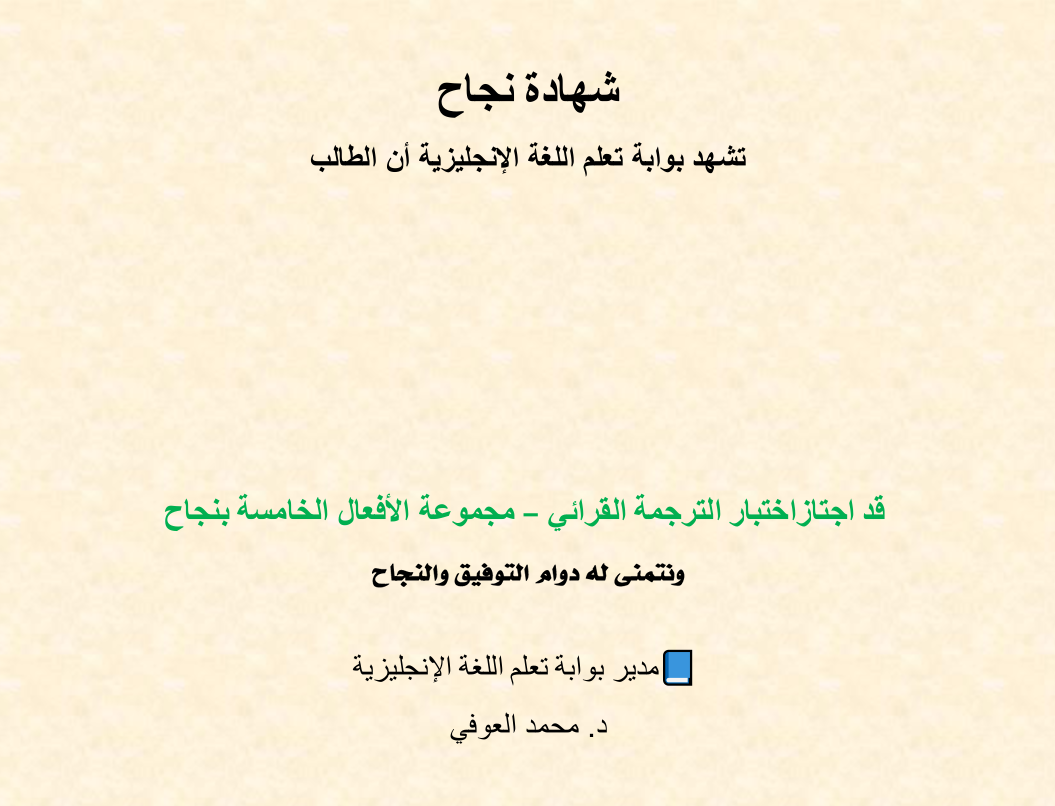 شهادة نجاح
تشهد بوابة تعلم اللغة الإنجليزية أن الطالب
قد اجتازاختبار الترجمة القرائي – مجموعة الأفعال الخامسة بنجاح
ونتمنى له دوام التوفيق والنجاح
مدير بوابة تعلم اللغة الإنجليزية
د. محمد العوفي